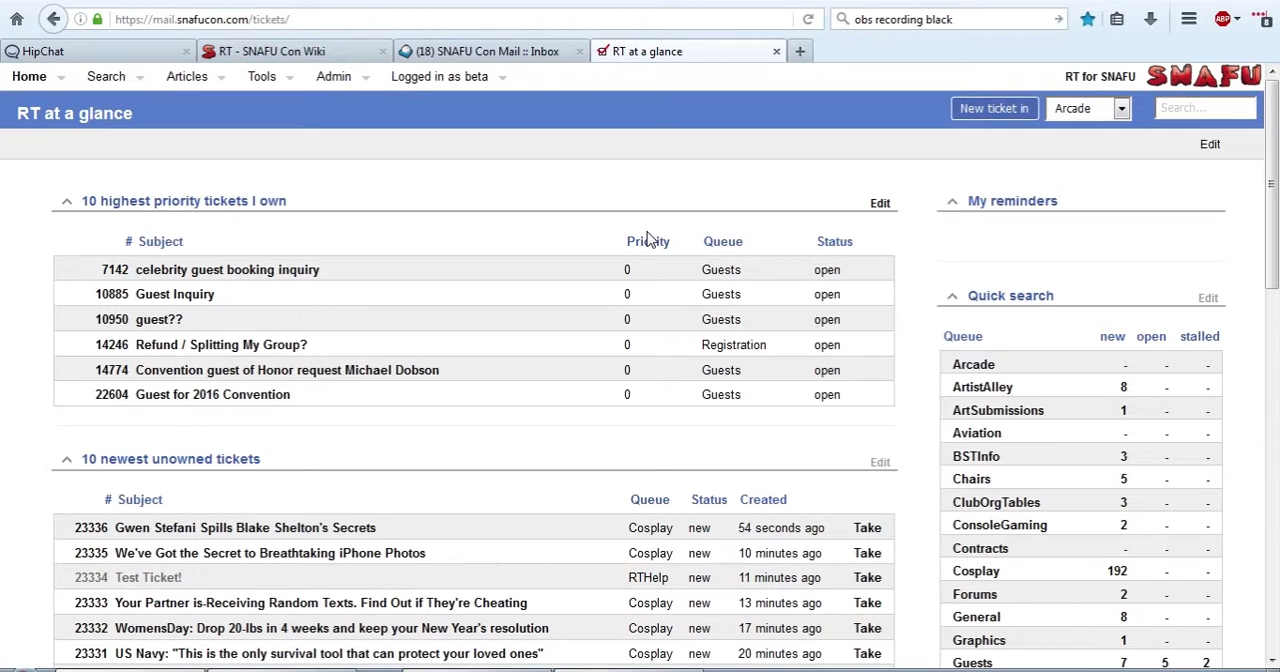 https://mail.snafucon.com/tickets/
obs recording black
ABP
HipChat
RT - SNAFU Con Wiki
(18) SNAFU Con Mail :: Inbox
RT at a glance
Home Search Articles Tools Admin Logged in as beta
RT for SNAFU SNAFU
RT at a glance
New ticket in Arcade Search...
Edit
10 highest priority tickets I own Edit
# Subject Priority Queue Status
7142 celebrity guest booking inquiry 0 Guests open
10885 Guest Inquiry 0 Guests open
10950 guest?? 0 Guests open
14246 Refund / Splitting My Group? 0 Registration open
14774 Convention guest of Honor request Michael Dobson 0 Guests open
22604 Guest for 2016 Convention 0 Guests open
10 newest unowned tickets Edit
# Subject Queue Status Created
23336 Gwen Stefani Spills Blake Shelton's Secrets Cosplay new 54 seconds ago Take
23335 We've Got the Secret to Breathtaking iPhone Photos Cosplay new 10 minutes ago Take
23334 Test Ticket! RTHelp new 11 minutes ago Take
23333 Your Partner is-Receiving Random Texts. Find Out if They're Cheating Cosplay new 13 minutes ago Take
23332 WomensDay: Drop 20-lbs in 4 weeks and keep your New Year's resolution Cosplay new 17 minutes ago Take
23331 US Navy: "This is the only survival tool that can protect your loved ones" Cosplay new 20 minutes ago Take
My reminders
Quick search Edit
Queue new open stalled
Arcade - - -
ArtistAlley 8 - -
ArtSubmissions 1 - -
Aviation - - -
BSTInfo 3 - -
Chairs 5 - -
ClubOrgTables 3 - -
ConsoleGaming 2 - -
Contracts - - -
Cosplay 192 - -
Forums 2 - -
General 8 - -
Graphics 1 - -
Guests 7 5 2